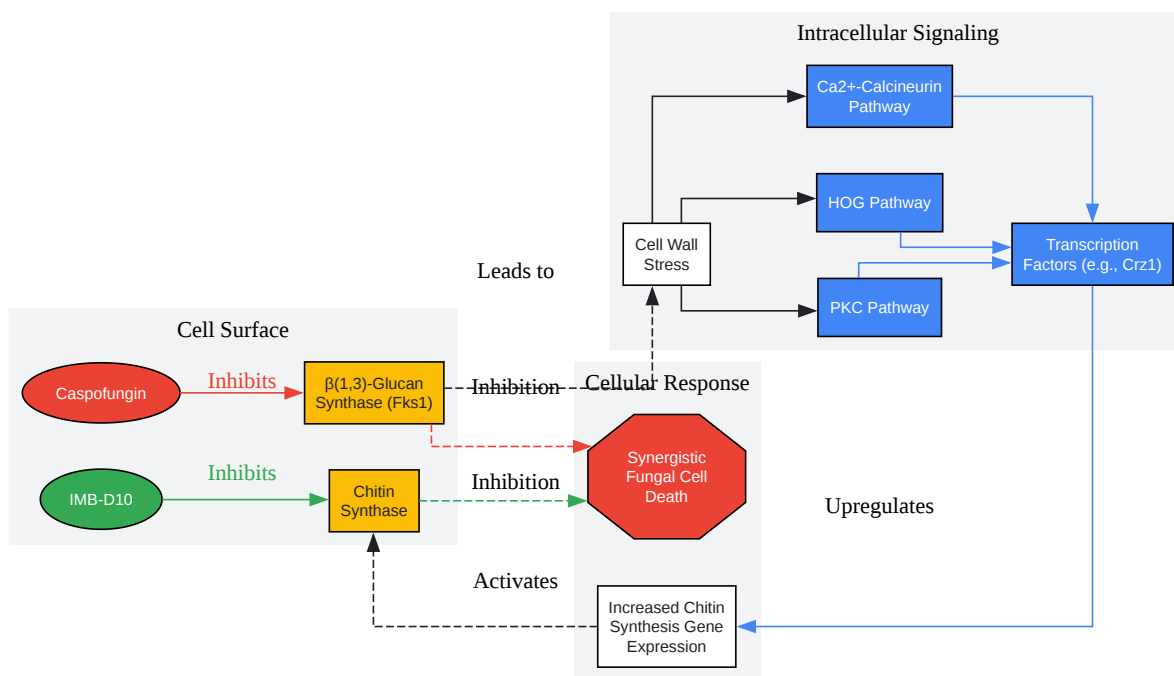 Intracellular Signaling
Ca2+-Calcineurin
Pathway
HOG Pathway
Cell Wall
Stress
Transcription
Factors (e.g., Crz1)
PKC Pathway
Leads to
Cell Surface
Caspofungin
Inhibits
β(1,3)-Glucan
Synthase (Fks1)
Inhibition
Cellular Response
IMB-D10
Inhibits
Chitin
Synthase
Inhibition
Synergistic
Fungal Cell
Death
Upregulates
Activates
Increased Chitin
Synthesis Gene
Expression